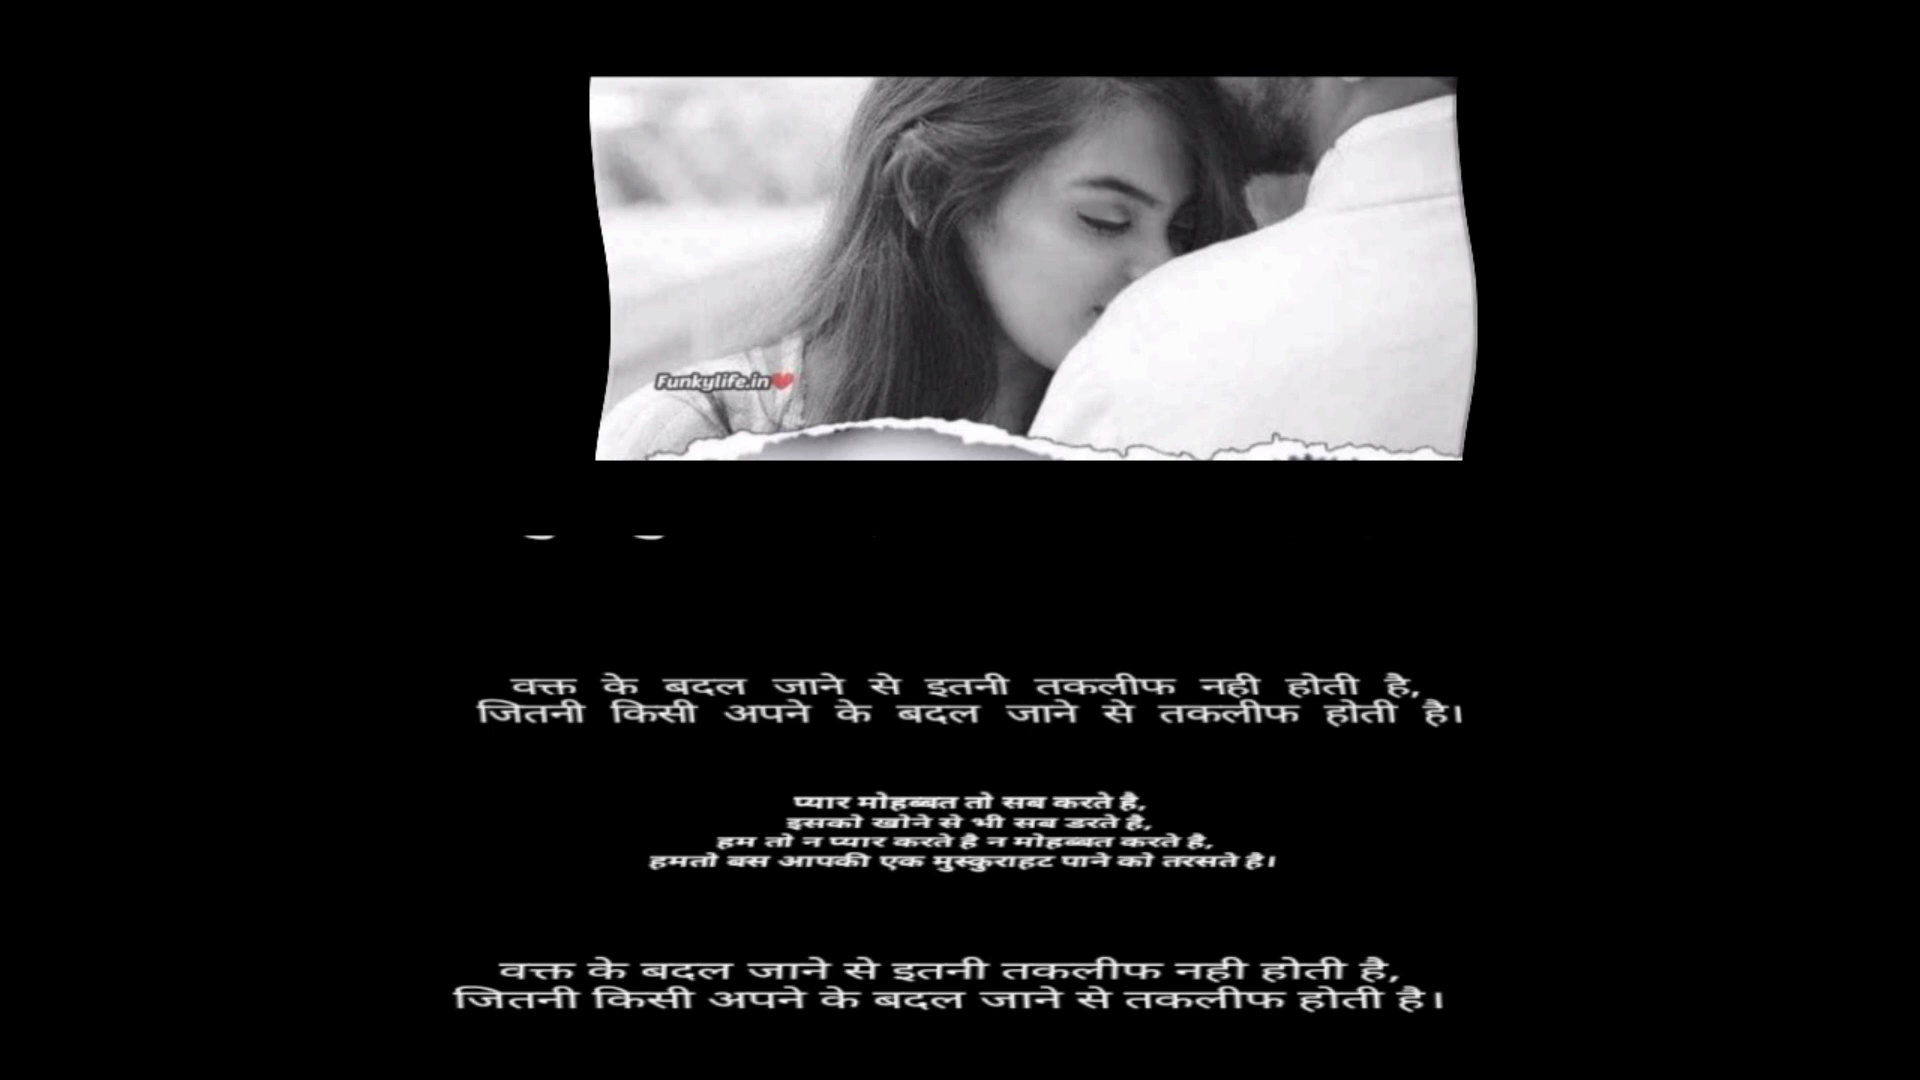 Funkylife.in
वक्त के बदल जाने से इतनी तकलीफ नही होती है,
जितनी किसी अपने के बदल जाने से तकलीफ होती है।
प्यार मोहब्बत तो सब करते है,
इसको खोने से भी सब डरते है,
हम तो न प्यार करते है न मोहब्बत करते है,
हमतो बस आपकी एक मुस्कुराहट पाने को तरसते है।
वक्त के बदल जाने से इतनी तकलीफ नही होती है,
जितनी किसी अपने के बदल जाने से तकलीफ होती है।